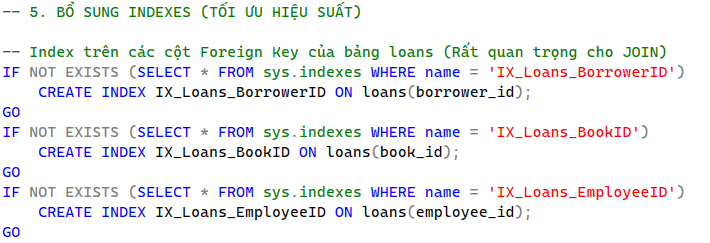 -- 5. BỔ SUNG INDEXES (TỐI ƯU HIỆU SUẤT)

-- Index trên các cột Foreign Key của bảng loans (Rất quan trọng cho JOIN)
IF NOT EXISTS (SELECT * FROM sys.indexes WHERE name = 'IX_Loans_BorrowerID')
    CREATE INDEX IX_Loans_BorrowerID ON loans(borrower_id);
GO
IF NOT EXISTS (SELECT * FROM sys.indexes WHERE name = 'IX_Loans_BookID')
    CREATE INDEX IX_Loans_BookID ON loans(book_id);
GO
IF NOT EXISTS (SELECT * FROM sys.indexes WHERE name = 'IX_Loans_EmployeeID')
    CREATE INDEX IX_Loans_EmployeeID ON loans(employee_id);
GO